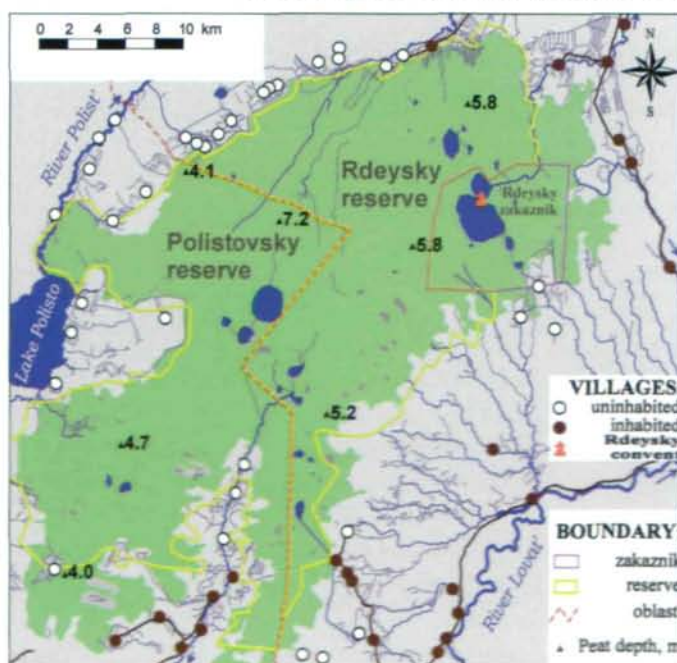 0 2 4 6 8 10 km
N
S
River Polist'
5.8
Rdeysky
reserve
4.1
Rdeysky
zakaznik
7.2
5.8
Polistovsky
reserve
Lake Polisto
5.2
4.7
4.0
VILLAGES
uninhabited
inhabited
Rdeysky
convent
River Lovat'
BOUNDARY
zakaznik
reserve
oblast
Peat depth, m